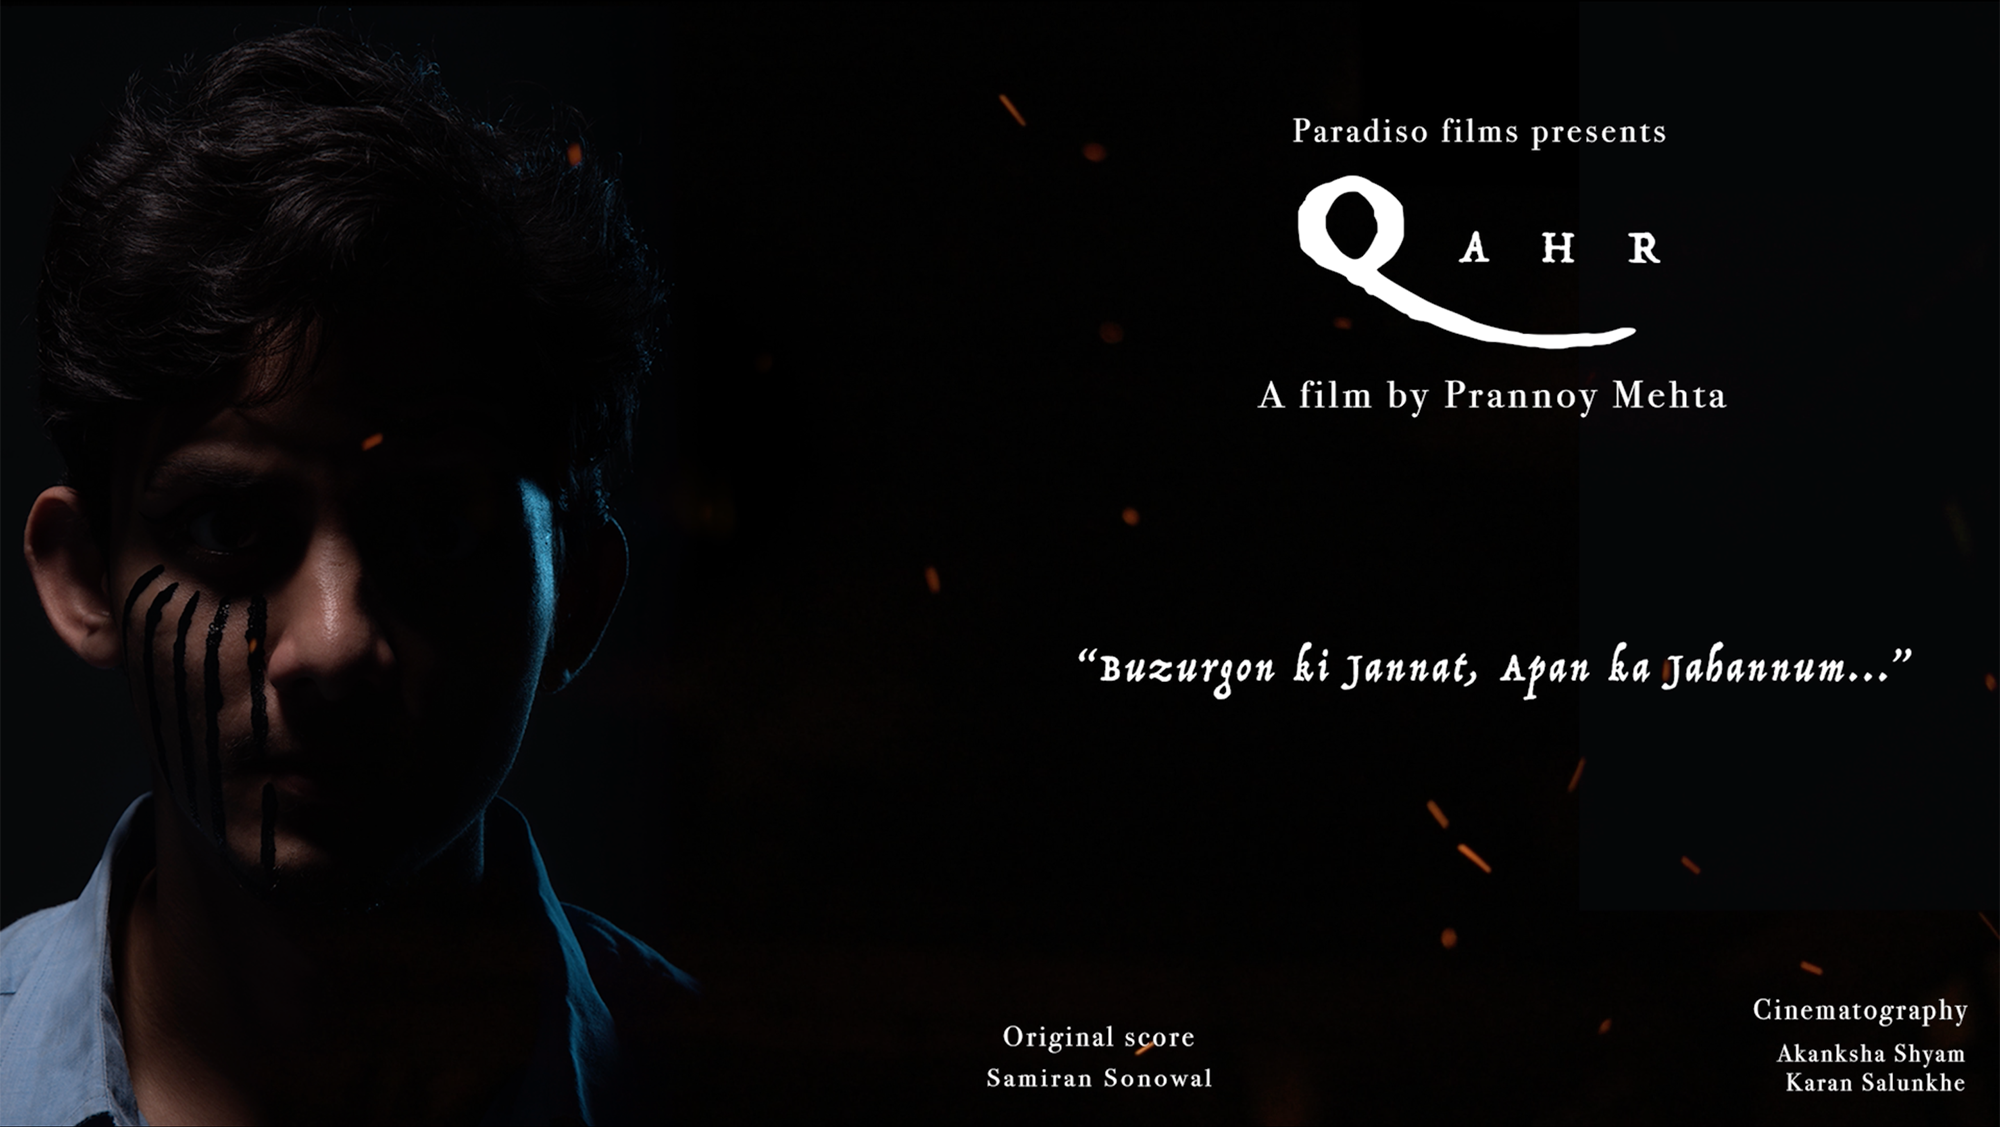 Paradiso films presents
QAHR
A film by Prannoy Mehta
“Buzurgon ki Jannat, Apan ka Jahannum...”
Original score
Samiran Sonowal
Cinematography
Akanksha Shyam
Karan Salunkhe